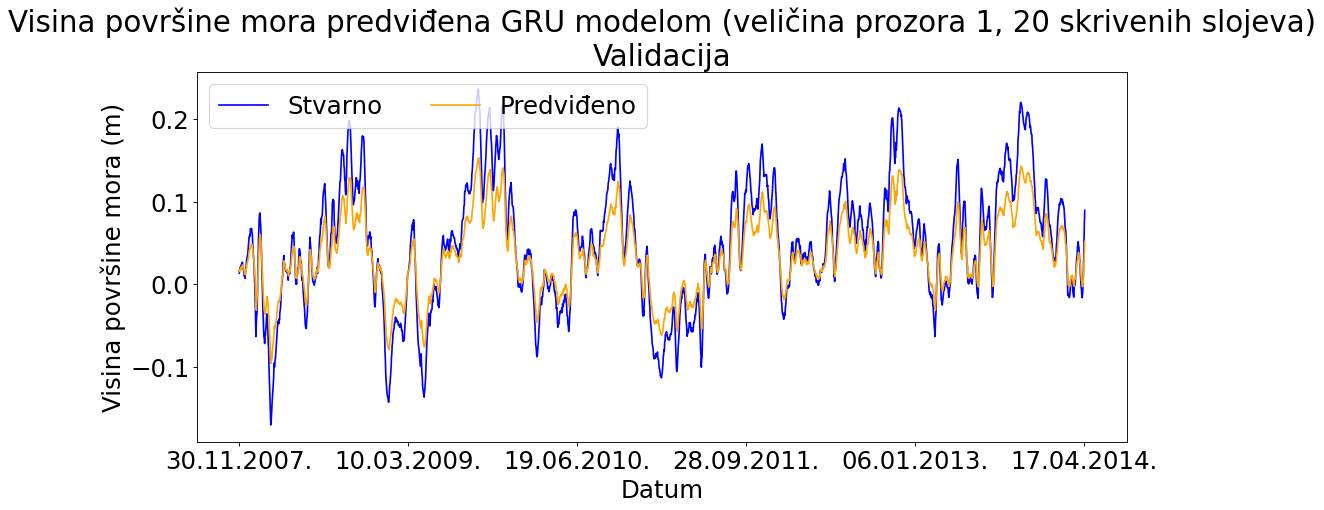 Visina površine mora predviđena GRU modelom (veličina prozora 1, 20 skrivenih slojeva)
Validacija
Stvarno
Predviđeno
Visina površine mora (m)
0.2
0.1
0.0
−0.1
30.11.2007.
10.03.2009.
19.06.2010.
28.09.2011.
06.01.2013.
17.04.2014.
Datum